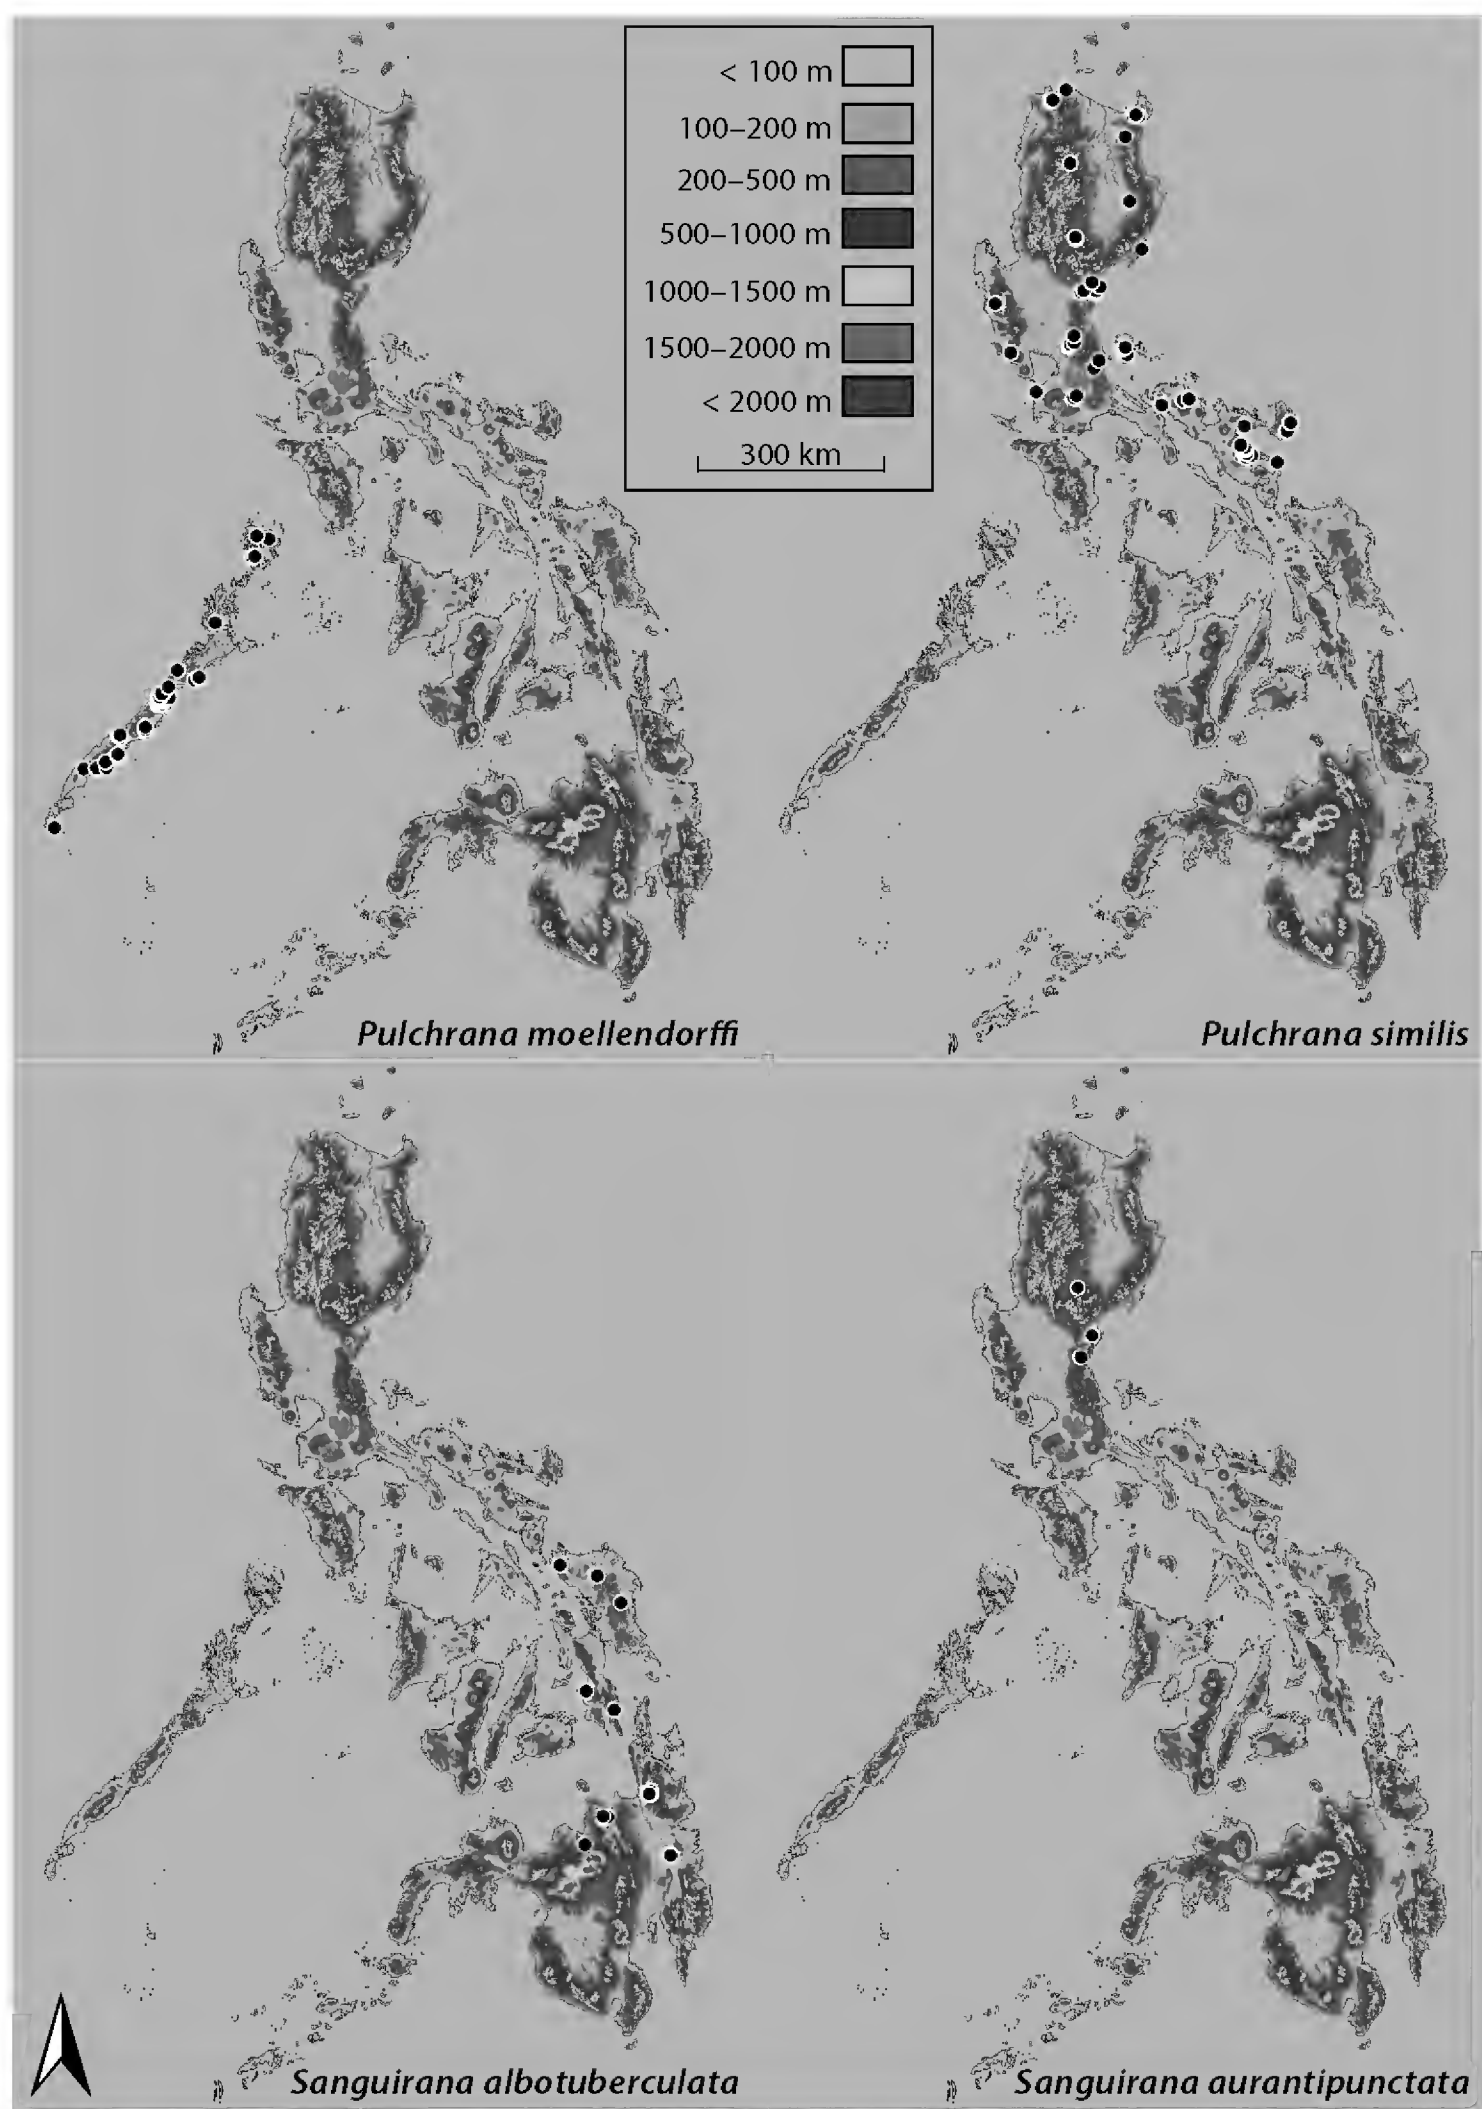 < 100 m
100–200 m
200–500 m
500–1000 m
1000–1500 m
1500–2000 m
< 2000 m
300 km
Pulchrana moellendorffi
Pulchrana similis
Sanguirana albotuberculata
Sanguirana aurantipunctata